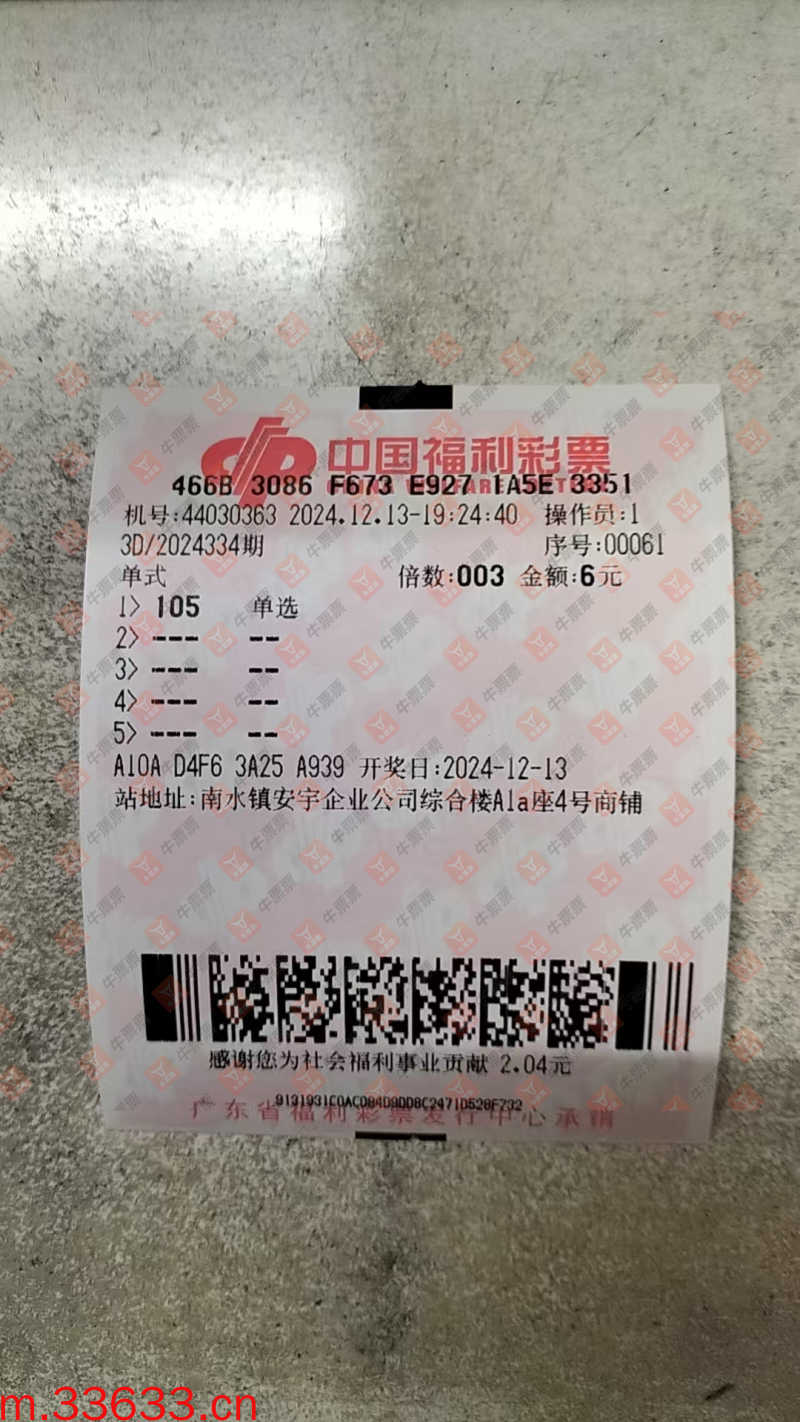 中国福利彩票
466B 3086 F673 E927 1A5E 3351
机号:44030363 2024.12.13-19:24:40 操作员:1
3D/2024334期 序号:00061
单式 倍数:003 金额:6元
1> 105 单选
2> --- --
3> --- --
4> --- --
5> --- --
A10A D4F6 3A25 A939 开奖日:2024-12-13
站地址:南水镇安宇企业公司综合楼A1a座4号商铺
感谢您为社会福利事业贡献 2.04元
广东省福利彩票发行中心承销
牛票票
m.33633.cn